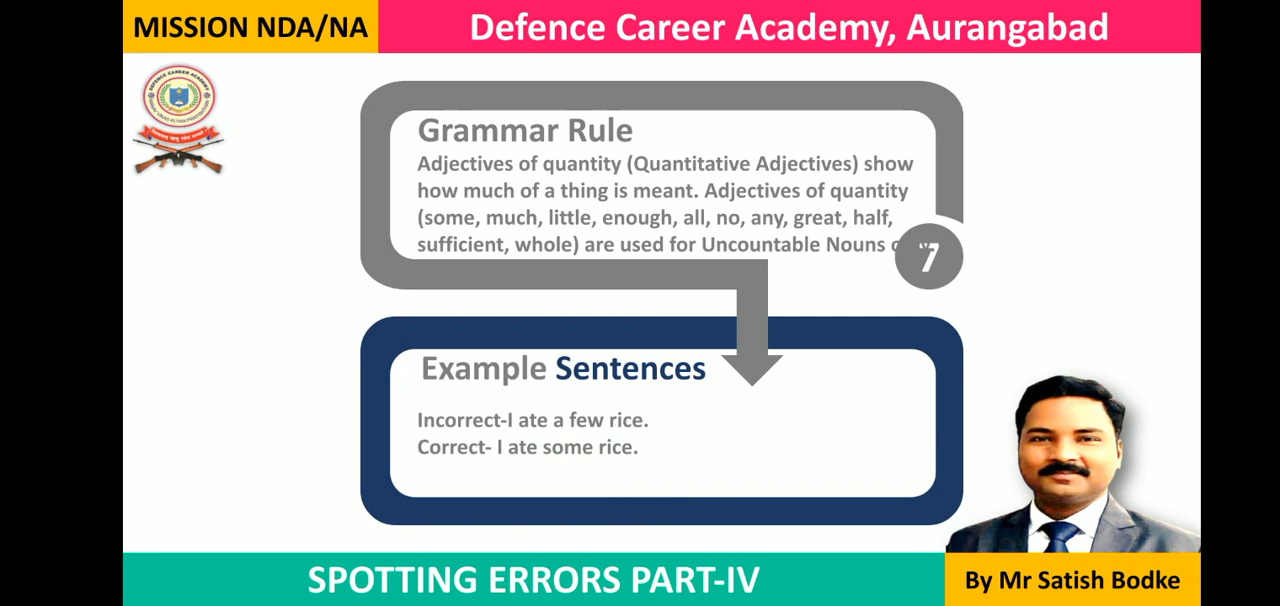 MISSION NDA/NA
Defence Career Academy, Aurangabad
DEFENCE CAREER ACADEMY
Grammar Rule
Adjectives of quantity (Quantitative Adjectives) show
how much of a thing is meant. Adjectives of quantity
(some, much, little, enough, all, no, any, great, half,
sufficient, whole) are used for Uncountable Nouns
7
Example Sentences
Incorrect-I ate a few rice.
Correct- I ate some rice.
SPOTTING ERRORS PART-IV
By Mr Satish Bodke